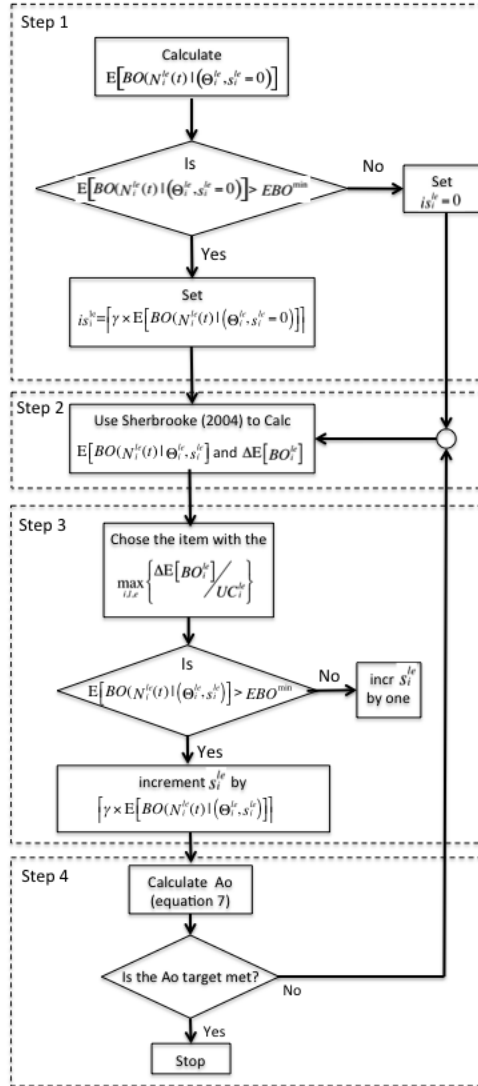 Step 1
Calculate
E[BO(N_i^{le}(t) | (Θ_i^{le}, s_i^{le} = 0)]
Is
E[BO(N_i^{le}(t) | (Θ_i^{le}, s_i^{le} = 0)] > EBO^{min}
No
Set
is_i^{le} = 0
Yes
Set
is_i^{le} = ⌈γ × E[BO(N_i^{le}(t) | (Θ_i^{le}, s_i^{le} = 0)]⌉
Step 2
Use Sherbrooke (2004) to Calc
E[BO(N_i^{le}(t) | Θ_i^{le}, s_i^{le}] and ΔE[BO_i^{le}]
Step 3
Chose the item with the
max_{i,l,e} {ΔE[BO_i^{le}] / UC_i^{le}}
Is
E[BO(N_i^{le}(t) | (Θ_i^{le}, s_i^{le})] > EBO^{min}
No
incr s_i^{le}
by one
Yes
increment s_i^{le} by
⌈γ × E[BO(N_i^{le}(t) | (Θ_i^{le}, s_i^{le})]⌉
Step 4
Calculate Ao
(equation 7)
Is the Ao target met?
No
Yes
Stop